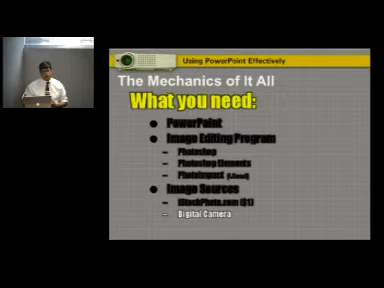 Using PowerPoint Effectively
The Mechanics of It All
What you need:
PowerPoint
Image Editing Program
Photoshop
Photoshop Elements
PhotoImpact (Ulead)
Image Sources
iStockPhoto.com ($1)
Digital Camera